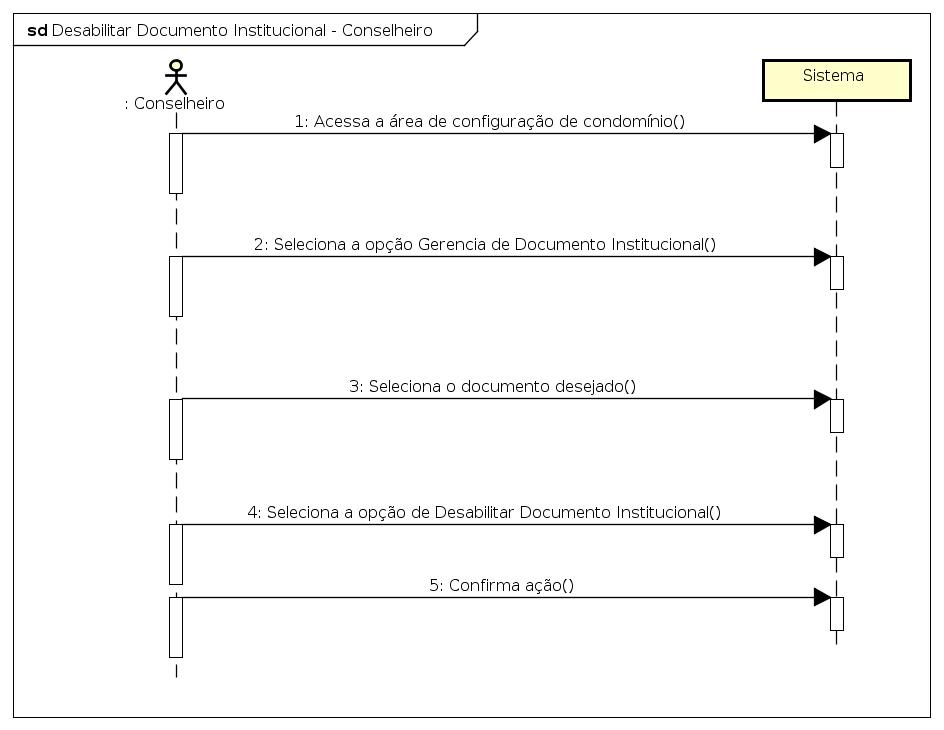 sd Desabilitar Documento Institucional - Conselheiro
Sistema
: Conselheiro
1: Acessa a área de configuração de condomínio()
2: Seleciona a opção Gerencia de Documento Institucional()
3: Seleciona o documento desejado()
4: Seleciona a opção de Desabilitar Documento Institucional()
5: Confirma ação()